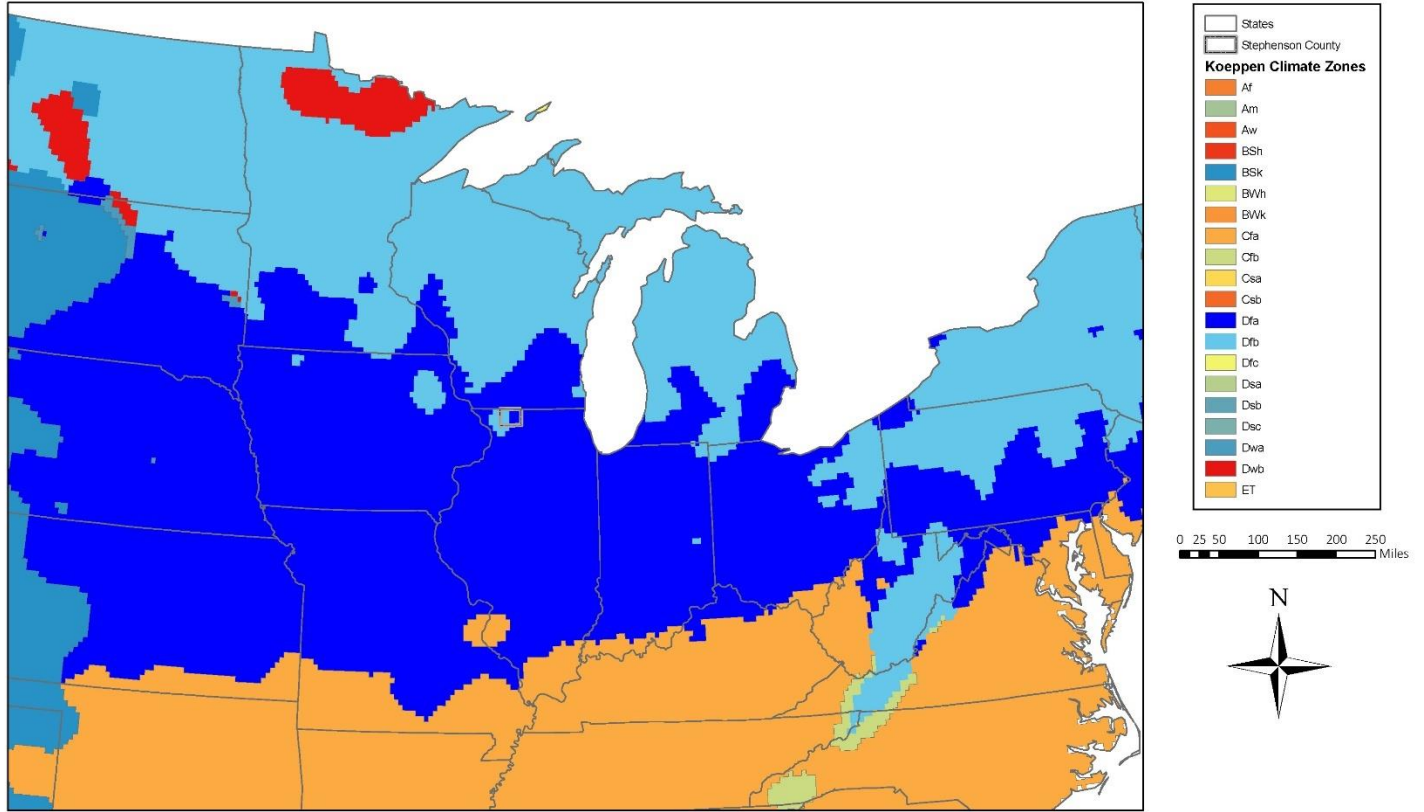 States
Stephenson County
Koeppen Climate Zones
Af
Am
Aw
BSh
BSk
BWh
BWk
Cfa
Cfb
Csa
Csb
Dfa
Dfb
Dfc
Dsa
Dsb
Dsc
Dwa
Dwb
ET
0 25 50 100 150 200 250
Miles
N